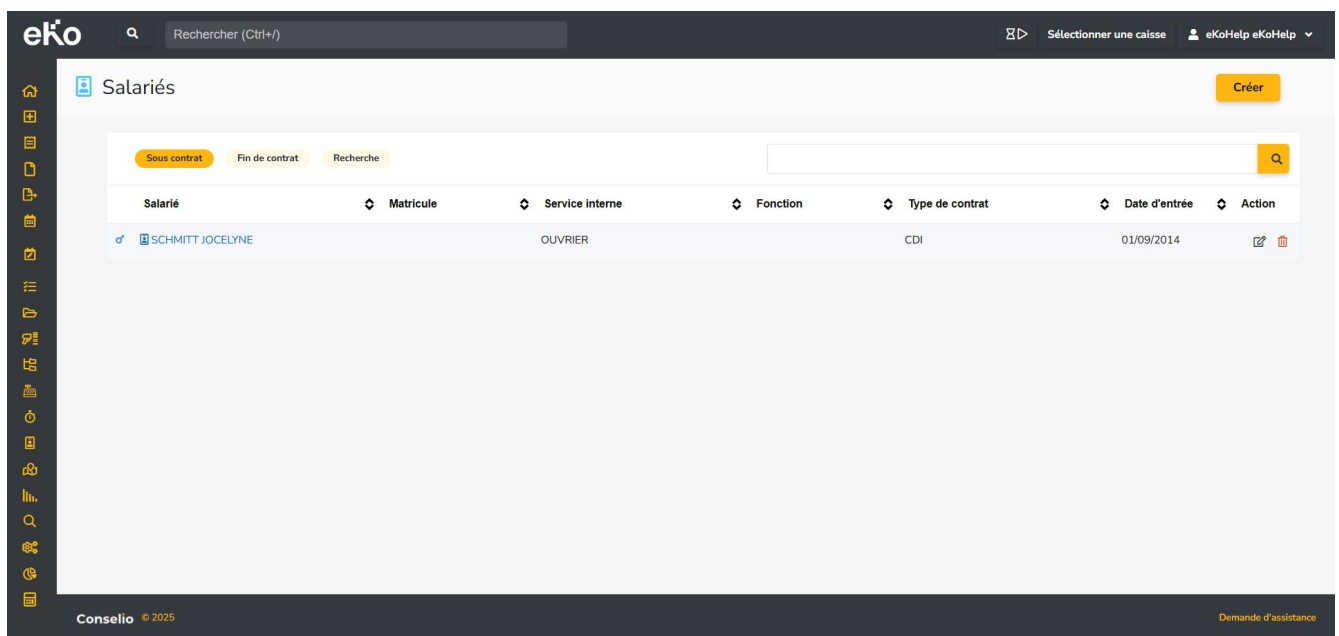 eKo
Rechercher (Ctrl+/)
Sélectionner une caisse
eKoHelp eKoHelp
Salariés
Créer
Sous contrat Fin de contrat Recherche
Salarié Matricule Service interne Fonction Type de contrat Date d'entrée Action
SCHMITT JOCELYNE OUVRIER CDI 01/09/2014
Conselio © 2025
Demande d'assistance